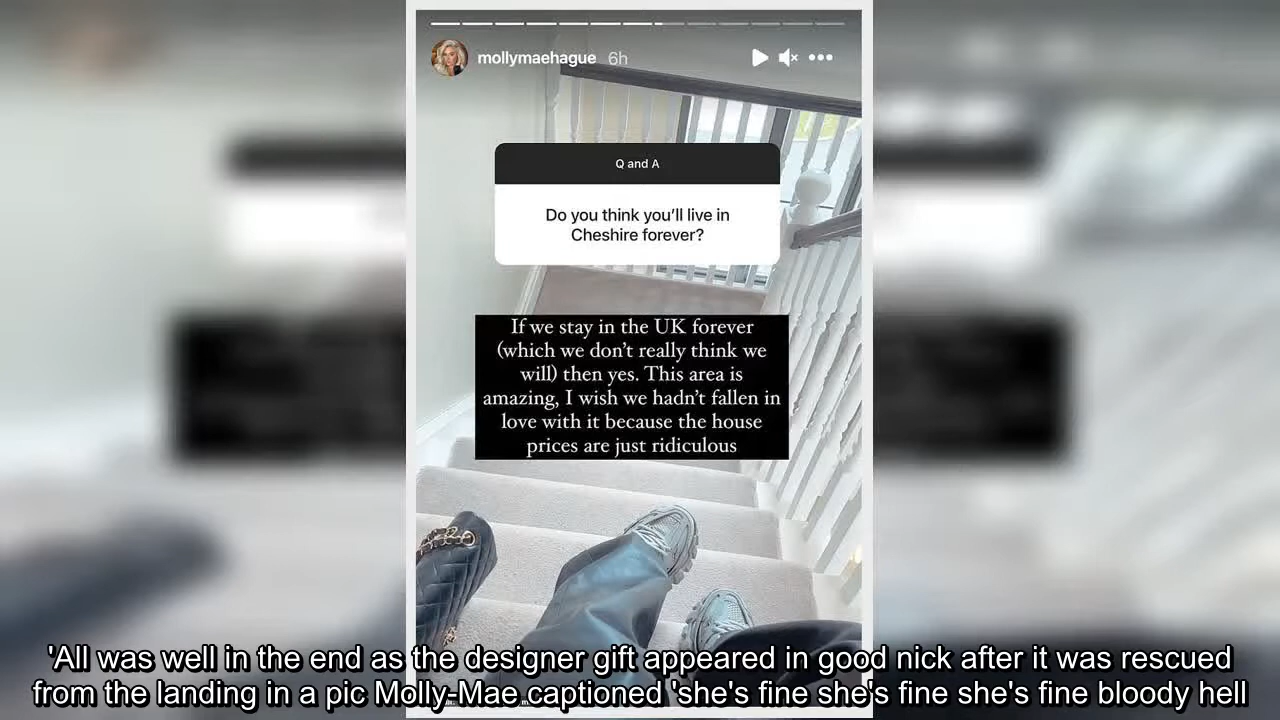 mollymaehague 6h
Q and A
Do you think you’ll live in
Cheshire forever?
If we stay in the UK forever
(which we don’t really think we
will) then yes. This area is
amazing, I wish we hadn’t fallen in
love with it because the house
prices are just ridiculous
'All was well in the end as the designer gift appeared in good nick after it was rescued
from the landing in a pic Molly-Mae captioned 'she's fine she's fine she's fine bloody hell